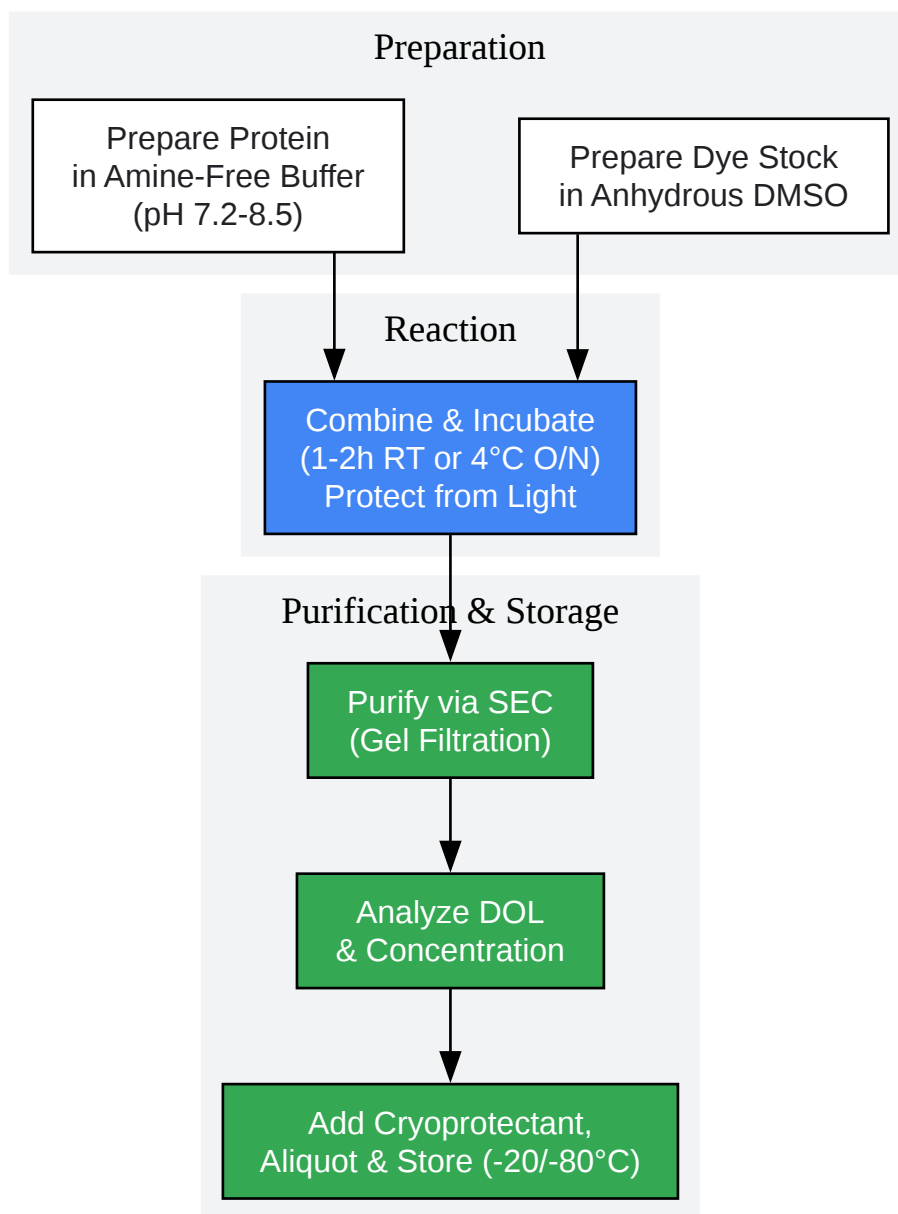 Preparation
Prepare Protein
in Amine-Free Buffer
(pH 7.2-8.5)
Prepare Dye Stock
in Anhydrous DMSO
Reaction
Combine & Incubate
(1-2h RT or 4°C O/N)
Protect from Light
Purification & Storage
Purify via SEC
(Gel Filtration)
Analyze DOL
& Concentration
Add Cryoprotectant,
Aliquot & Store (-20/-80°C)